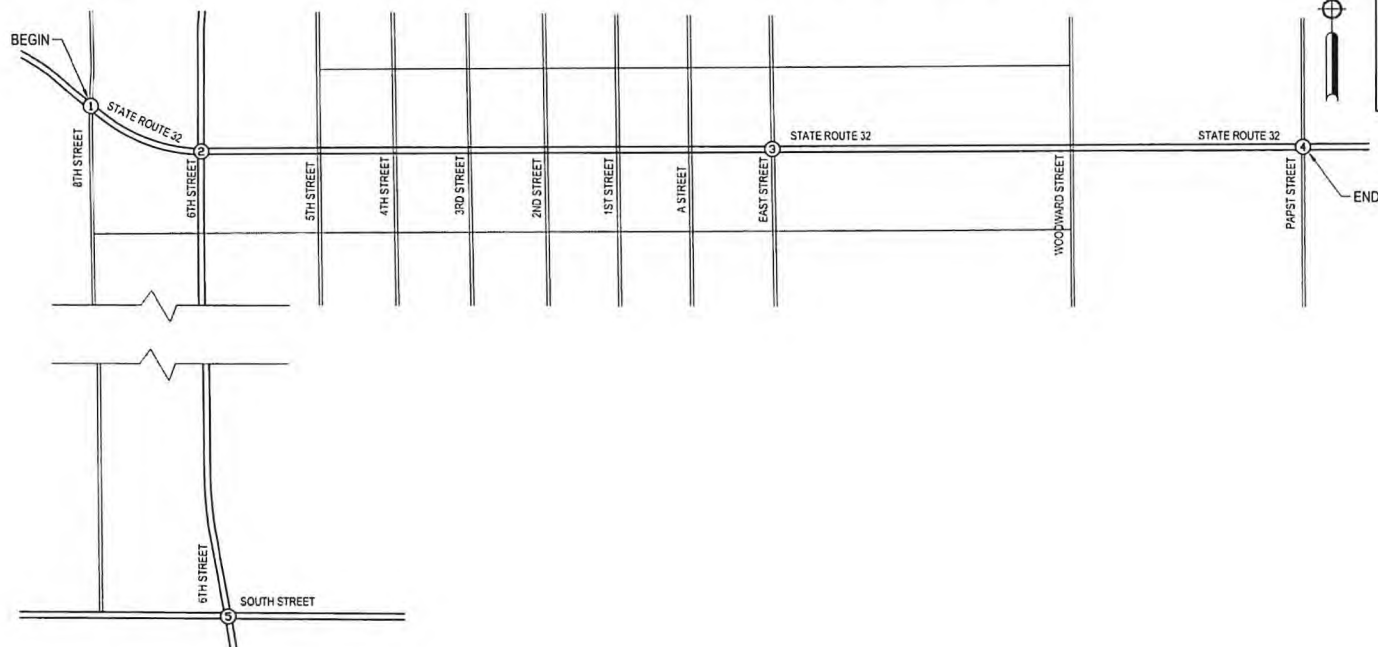 BEGIN
1
STATE ROUTE 32
8TH STREET
2
6TH STREET
5TH STREET
4TH STREET
3RD STREET
2ND STREET
1ST STREET
A STREET
EAST STREET
3
STATE ROUTE 32
WOODWARD STREET
STATE ROUTE 32
4
PAPST STREET
END
6TH STREET
5
SOUTH STREET